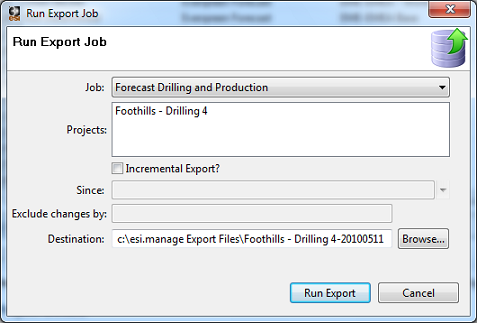 Run Export Job
Run Export Job
Job: Forecast Drilling and Production
Projects: Foothills - Drilling 4
Incremental Export?
Since:
Exclude changes by:
Destination: c:\esi.manage Export Files\Foothills - Drilling 4-20100511 Browse...
Run Export Cancel